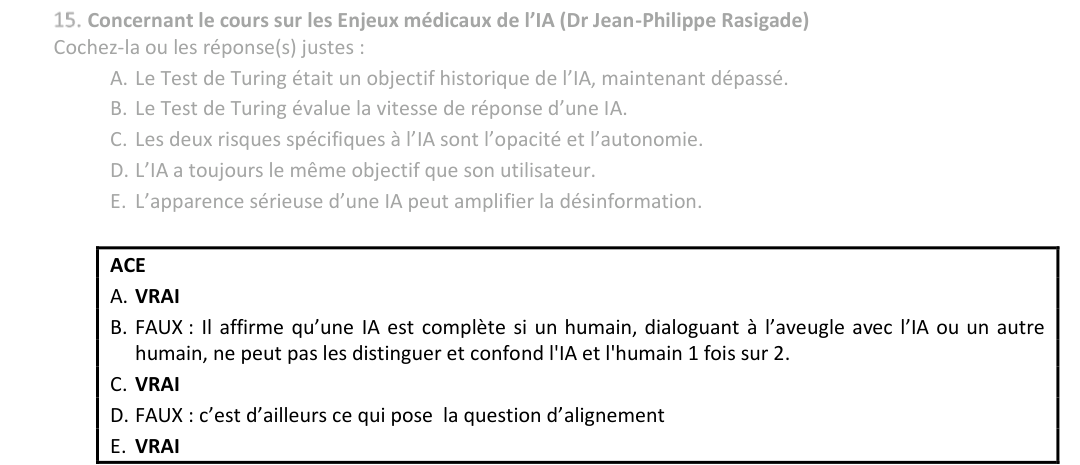 15. Concernant le cours sur les Enjeux médicaux de l’IA (Dr Jean-Philippe Rasigade)
Cochez-la ou les réponse(s) justes :
A. Le Test de Turing était un objectif historique de l’IA, maintenant dépassé.
B. Le Test de Turing évalue la vitesse de réponse d’une IA.
C. Les deux risques spécifiques à l’IA sont l’opacité et l’autonomie.
D. L’IA a toujours le même objectif que son utilisateur.
E. L’apparence sérieuse d’une IA peut amplifier la désinformation.
ACE
A. VRAI
B. FAUX : Il affirme qu’une IA est complète si un humain, dialoguant à l’aveugle avec l’IA ou un autre
humain, ne peut pas les distinguer et confond l'IA et l'humain 1 fois sur 2.
C. VRAI
D. FAUX : c’est d’ailleurs ce qui pose  la question d’alignement
E. VRAI